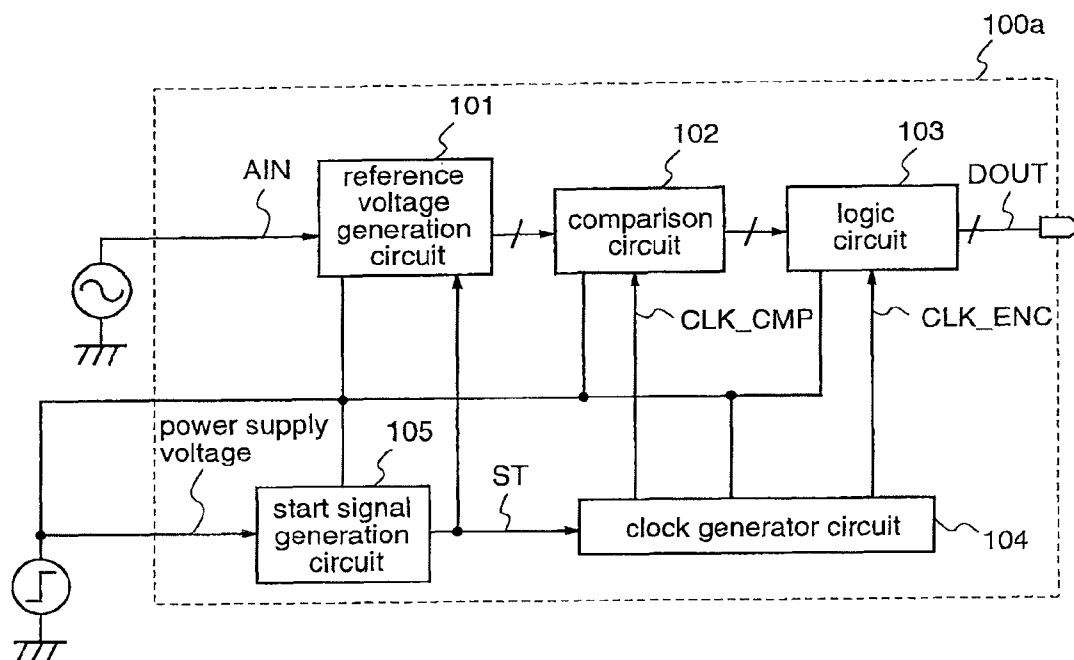 100a
101
102
103
AIN
DOUT
reference
voltage
generation
circuit
comparison
circuit
logic
circuit
CLK_CMP
CLK_ENC
power supply
voltage
105
ST
start signal
generation
circuit
clock generator circuit
104